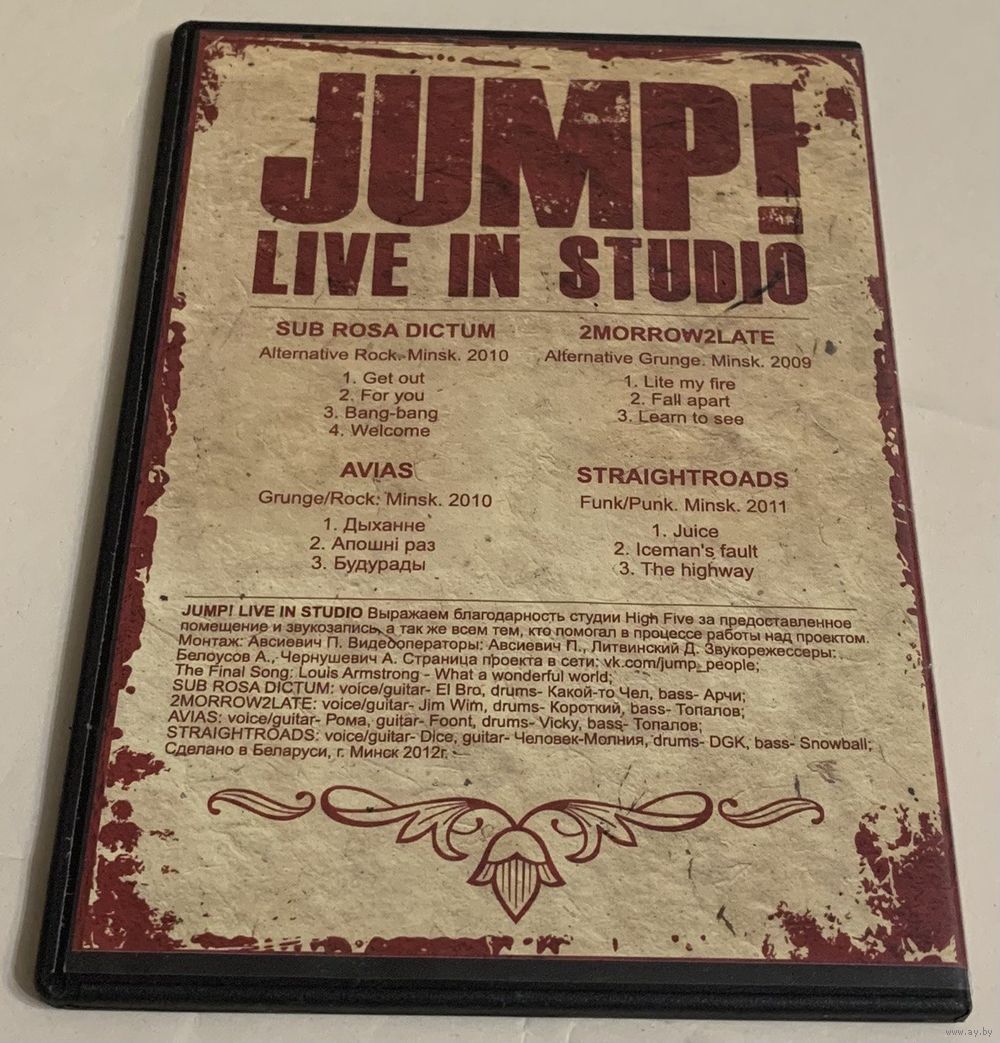 JUMP!
LIVE IN STUDIO
SUB ROSA DICTUM
Alternative Rock. Minsk. 2010
1. Get out
2. For you
3. Bang-bang
4. Welcome
2MORROW2LATE
Alternative Grunge. Minsk. 2009
1. Lite my fire
2. Fall apart
3. Learn to see
AVIAS
Grunge/Rock. Minsk. 2010
1. Дыханне
2. Апошнi раз
3. Будурады
STRAIGHTROADS
Funk/Punk. Minsk. 2011
1. Juice
2. Iceman's fault
3. The highway
JUMP! LIVE IN STUDIO Выражаем благодарность студии High Five за предоставленное
помещение и звукозапись, а так же всем тем, кто помогал в процессе работы над проектом.
Монтаж: Авсиевич П. Видеооператоры: Авсиевич П., Литвинский Д. Звукорежессеры:
Белоусов А., Чернушевич А. Страница проекта в сети: vk.com/jump_people;
The Final Song: Louis Armstrong - What a wonderful world;
SUB ROSA DICTUM: voice/guitar- El Bro, drums- Какой-то Чел, bass- Арчи;
2MORROW2LATE: voice/guitar- Jim Wim, drums- Короткий, bass- Топалов;
AVIAS: voice/guitar- Рома, guitar- Foont, drums- Vicky, bass- Топалов;
STRAIGHTROADS: voice/guitar- Dice, guitar- Человек-Молния, drums- DGK, bass- Snowball;
Сделано в Беларуси, г. Минск 2012г.
www.ay.by